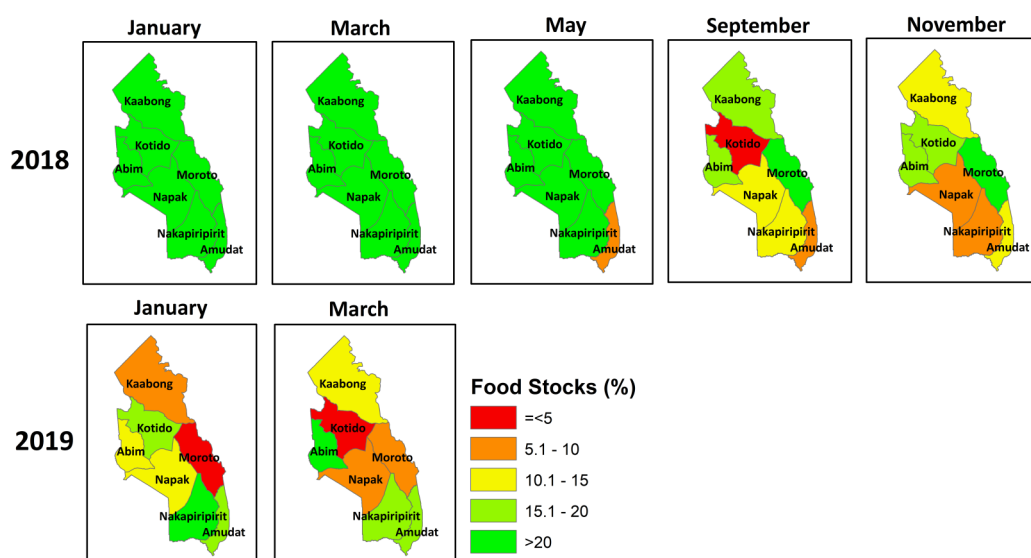 January
March
May
September
November
2018
Kaabong
Kotido
Abim
Moroto
Napak
Nakapiripirit
Amudat
Kaabong
Kotido
Abim
Moroto
Napak
Nakapiripirit
Amudat
Kaabong
Kotido
Abim
Moroto
Napak
Nakapiripirit
Amudat
Kaabong
Kotido
Abim
Moroto
Napak
Nakapiripirit
Amudat
Kaabong
Kotido
Abim
Moroto
Napak
Nakapiripirit
Amudat
January
March
2019
Kaabong
Kotido
Abim
Moroto
Napak
Nakapiripirit
Amudat
Kaabong
Kotido
Abim
Moroto
Napak
Nakapiripirit
Amudat
Food Stocks (%)
=<5
5.1 - 10
10.1 - 15
15.1 - 20
>20